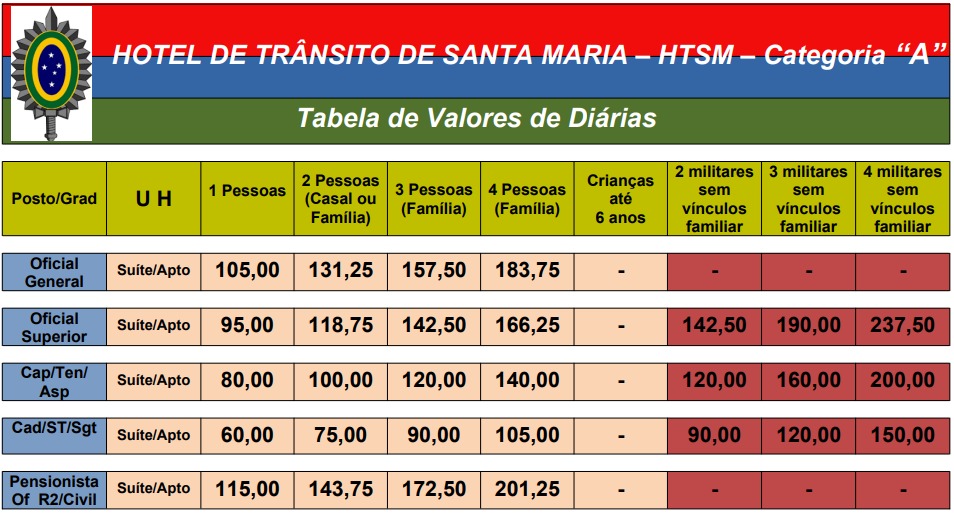 HOTEL DE TRÂNSITO DE SANTA MARIA – HTSM – Categoria “A”
Tabela de Valores de Diárias
Posto/Grad U H 1 Pessoas 2 Pessoas (Casal ou Família) 3 Pessoas (Família) 4 Pessoas (Família) Crianças até 6 anos 2 militares sem vínculos familiar 3 militares sem vínculos familiar 4 militares sem vínculos familiar
Oficial General Suíte/Apto 105,00 131,25 157,50 183,75 - - - -
Oficial Superior Suíte/Apto 95,00 118,75 142,50 166,25 - 142,50 190,00 237,50
Cap/Ten/ Asp Suíte/Apto 80,00 100,00 120,00 140,00 - 120,00 160,00 200,00
Cad/ST/Sgt Suíte/Apto 60,00 75,00 90,00 105,00 - 90,00 120,00 150,00
Pensionista Of R2/Civil Suíte/Apto 115,00 143,75 172,50 201,25 - - - -